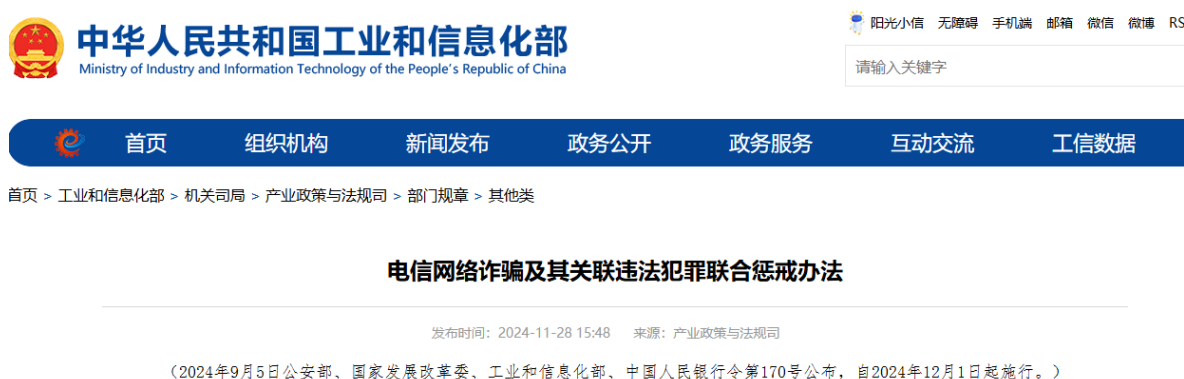 阳光小信 无障碍 手机端 邮箱 微信 微博 RS
中华人民共和国工业和信息化部
Ministry of Industry and Information Technology of the People's Republic of China
请输入关键字
首页 组织机构 新闻发布 政务公开 政务服务 互动交流 工信数据
首页 > 工业和信息化部 > 机关司局 > 产业政策与法规司 > 部门规章 > 其他类
电信网络诈骗及其关联违法犯罪联合惩戒办法
发布时间：2024-11-28 15:48 来源：产业政策与法规司
（2024年9月5日公安部、国家发展改革委、工业和信息化部、中国人民银行令第170号公布，自2024年12月1日起施行。）